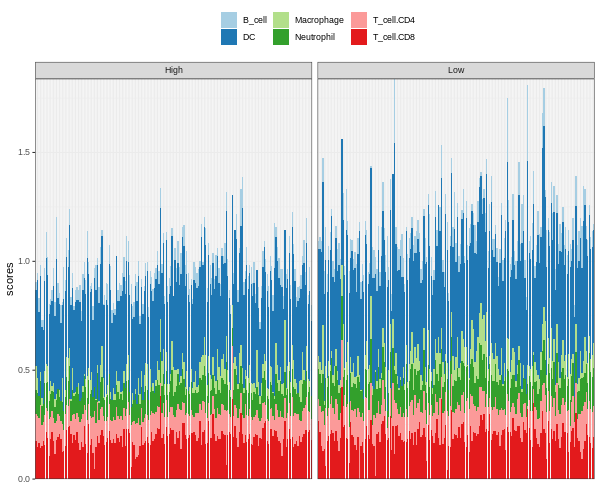 B_cell Macrophage T_cell.CD4
DC Neutrophil T_cell.CD8
High Low
scores
1.5
1.0
0.5
0.0